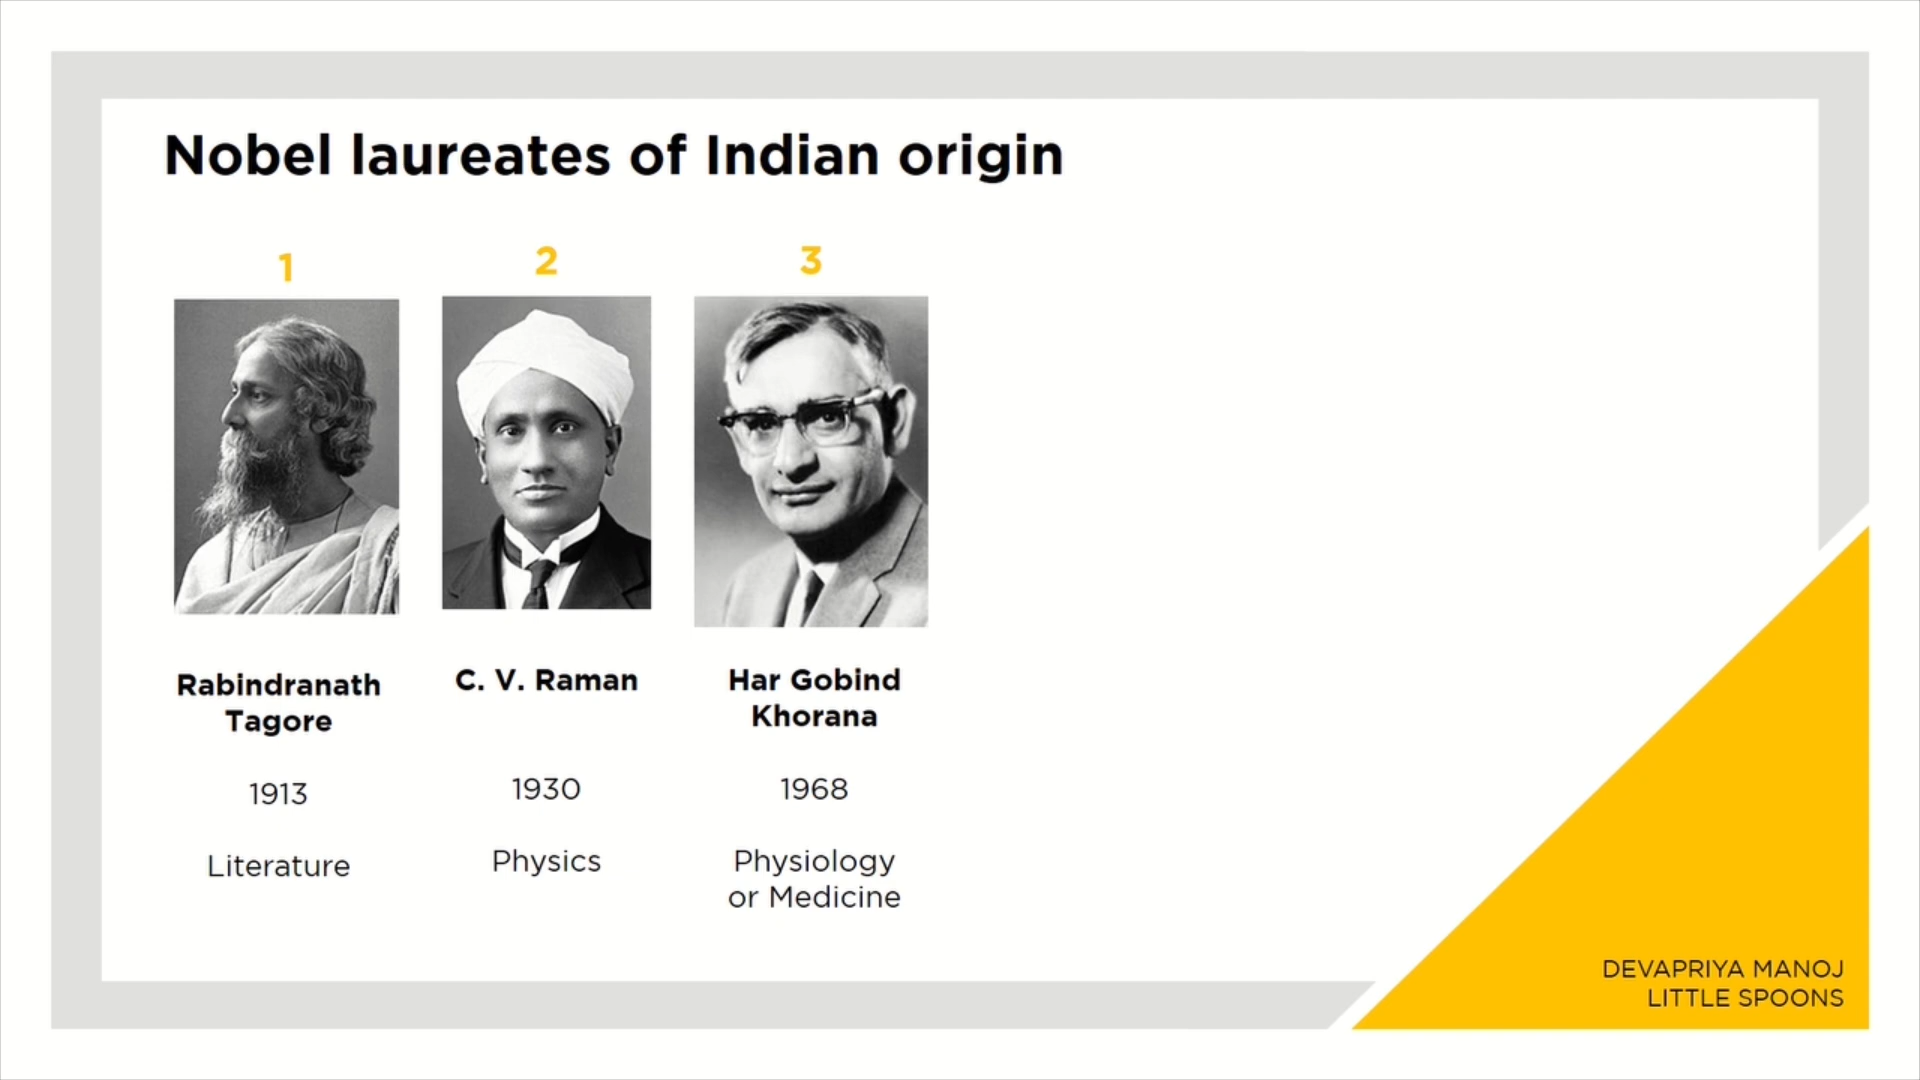 Nobel laureates of Indian origin
1
2
3
Rabindranath
Tagore
1913
Literature
C. V. Raman
1930
Physics
Har Gobind
Khorana
1968
Physiology
or Medicine
DEVAPRIYA MANOJ
LITTLE SPOONS